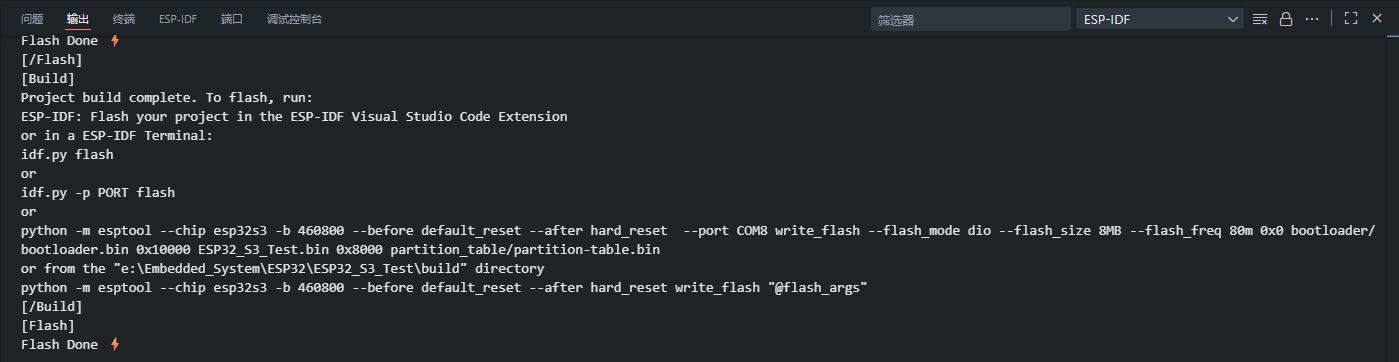 问题 输出 终端 ESP-IDF 端口 调试控制台 筛选器 ESP-IDF
Flash Done ⚡
[/Flash]
[Build]
Project build complete. To flash, run:
ESP-IDF: Flash your project in the ESP-IDF Visual Studio Code Extension
or in a ESP-IDF Terminal:
idf.py flash
or
idf.py -p PORT flash
or
python -m esptool --chip esp32s3 -b 460800 --before default_reset --after hard_reset  --port COM8 write_flash --flash_mode dio --flash_size 8MB --flash_freq 80m 0x0 bootloader/
bootloader.bin 0x10000 ESP32_S3_Test.bin 0x8000 partition_table/partition-table.bin
or from the "e:\Embedded_System\ESP32\ESP32_S3_Test\build" directory
python -m esptool --chip esp32s3 -b 460800 --before default_reset --after hard_reset write_flash "@flash_args"
[/Build]
[Flash]
Flash Done ⚡